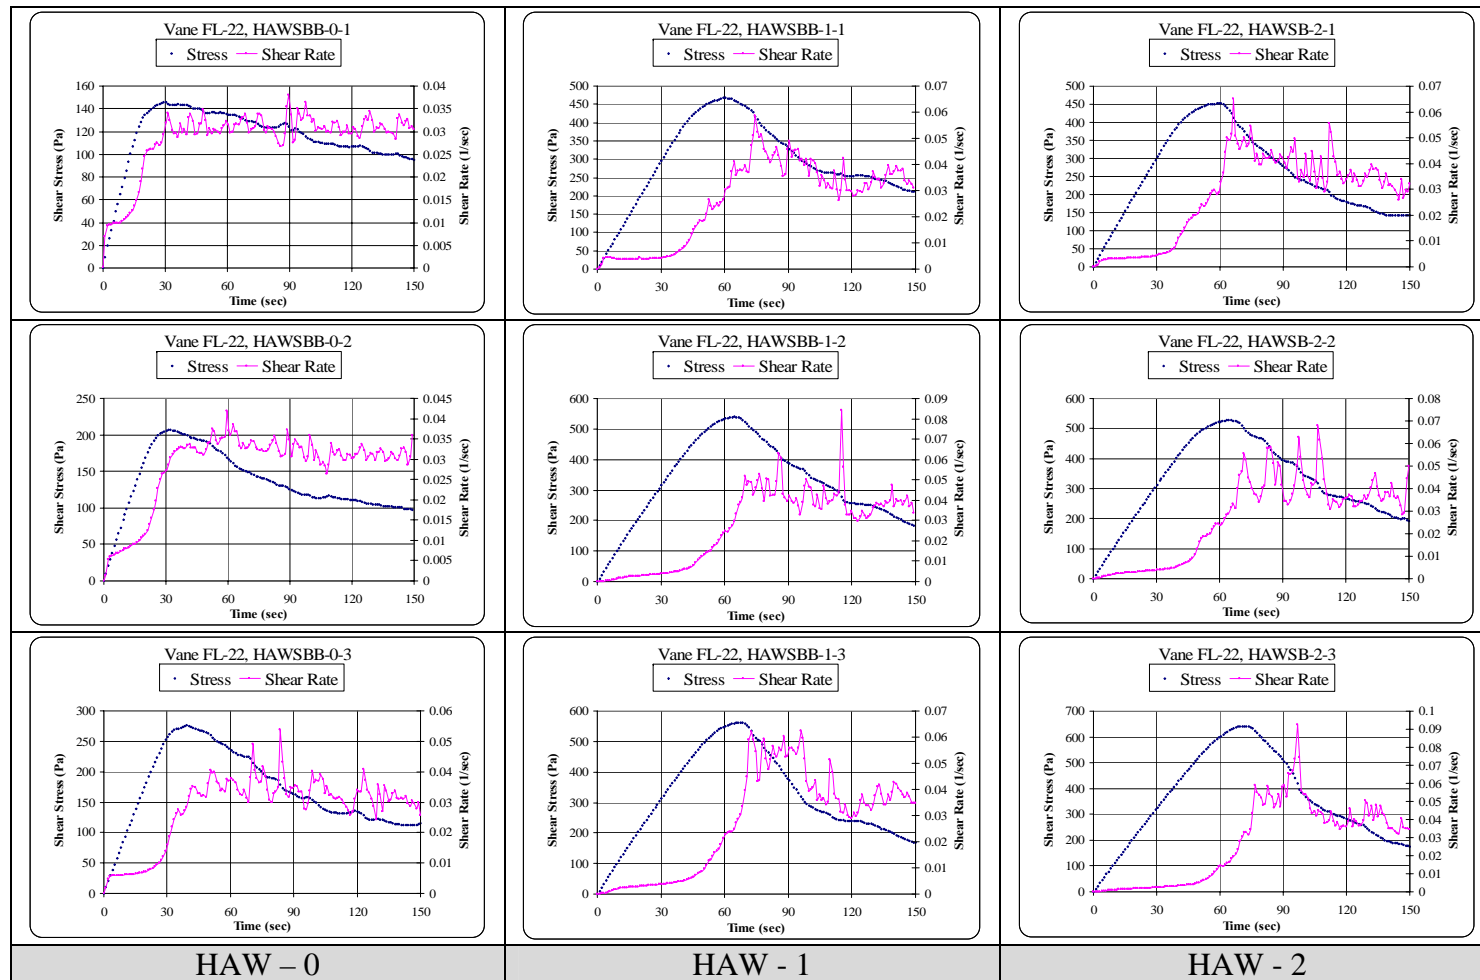 Vane FL-22, HAWSBB-0-1
Stress Shear Rate
Shear Stress (Pa)
160
140
120
100
80
60
40
20
0
0.04
0.035
0.03
0.025
0.02
0.015
0.01
0.005
0
Shear Rate (1/sec)
0 30 60 90 120 150
Time (sec)
Vane FL-22, HAWSBB-1-1
Stress Shear Rate
Shear Stress (Pa)
500
450
400
350
300
250
200
150
100
50
0
0.07
0.06
0.05
0.04
0.03
0.02
0.01
0
Shear Rate (1/sec)
0 30 60 90 120 150
Time (sec)
Vane FL-22, HAWSB-2-1
Stress Shear Rate
Shear Stress (Pa)
500
450
400
350
300
250
200
150
100
50
0
0.07
0.06
0.05
0.04
0.03
0.02
0.01
0
Shear Rate (1/sec)
0 30 60 90 120 150
Time (sec)
Vane FL-22, HAWSBB-0-2
Stress Shear Rate
Shear Stress (Pa)
250
200
150
100
50
0
0.045
0.04
0.035
0.03
0.025
0.02
0.015
0.01
0.005
0
Shear Rate (1/sec)
0 30 60 90 120 150
Time (sec)
Vane FL-22, HAWSBB-1-2
Stress Shear Rate
Shear Stress (Pa)
600
500
400
300
200
100
0
0.09
0.08
0.07
0.06
0.05
0.04
0.03
0.02
0.01
0
Shear Rate (1/sec)
0 30 60 90 120 150
Time (sec)
Vane FL-22, HAWSB-2-2
Stress Shear Rate
Shear Stress (Pa)
600
500
400
300
200
100
0
0.08
0.07
0.06
0.05
0.04
0.03
0.02
0.01
0
Shear Rate (1/sec)
0 30 60 90 120 150
Time (sec)
Vane FL-22, HAWSBB-0-3
Stress Shear Rate
Shear Stress (Pa)
300
250
200
150
100
50
0
0.06
0.05
0.04
0.03
0.02
0.01
0
Shear Rate (1/sec)
0 30 60 90 120 150
Time (sec)
Vane FL-22, HAWSBB-1-3
Stress Shear Rate
Shear Stress (Pa)
600
500
400
300
200
100
0
0.07
0.06
0.05
0.04
0.03
0.02
0.01
0
Shear Rate (1/sec)
0 30 60 90 120 150
Time (sec)
Vane FL-22, HAWSB-2-3
Stress Shear Rate
Shear Stress (Pa)
700
600
500
400
300
200
100
0
0.1
0.09
0.08
0.07
0.06
0.05
0.04
0.03
0.02
0.01
0
Shear Rate (1/sec)
0 30 60 90 120 150
Time (sec)
HAW – 0
HAW - 1
HAW - 2